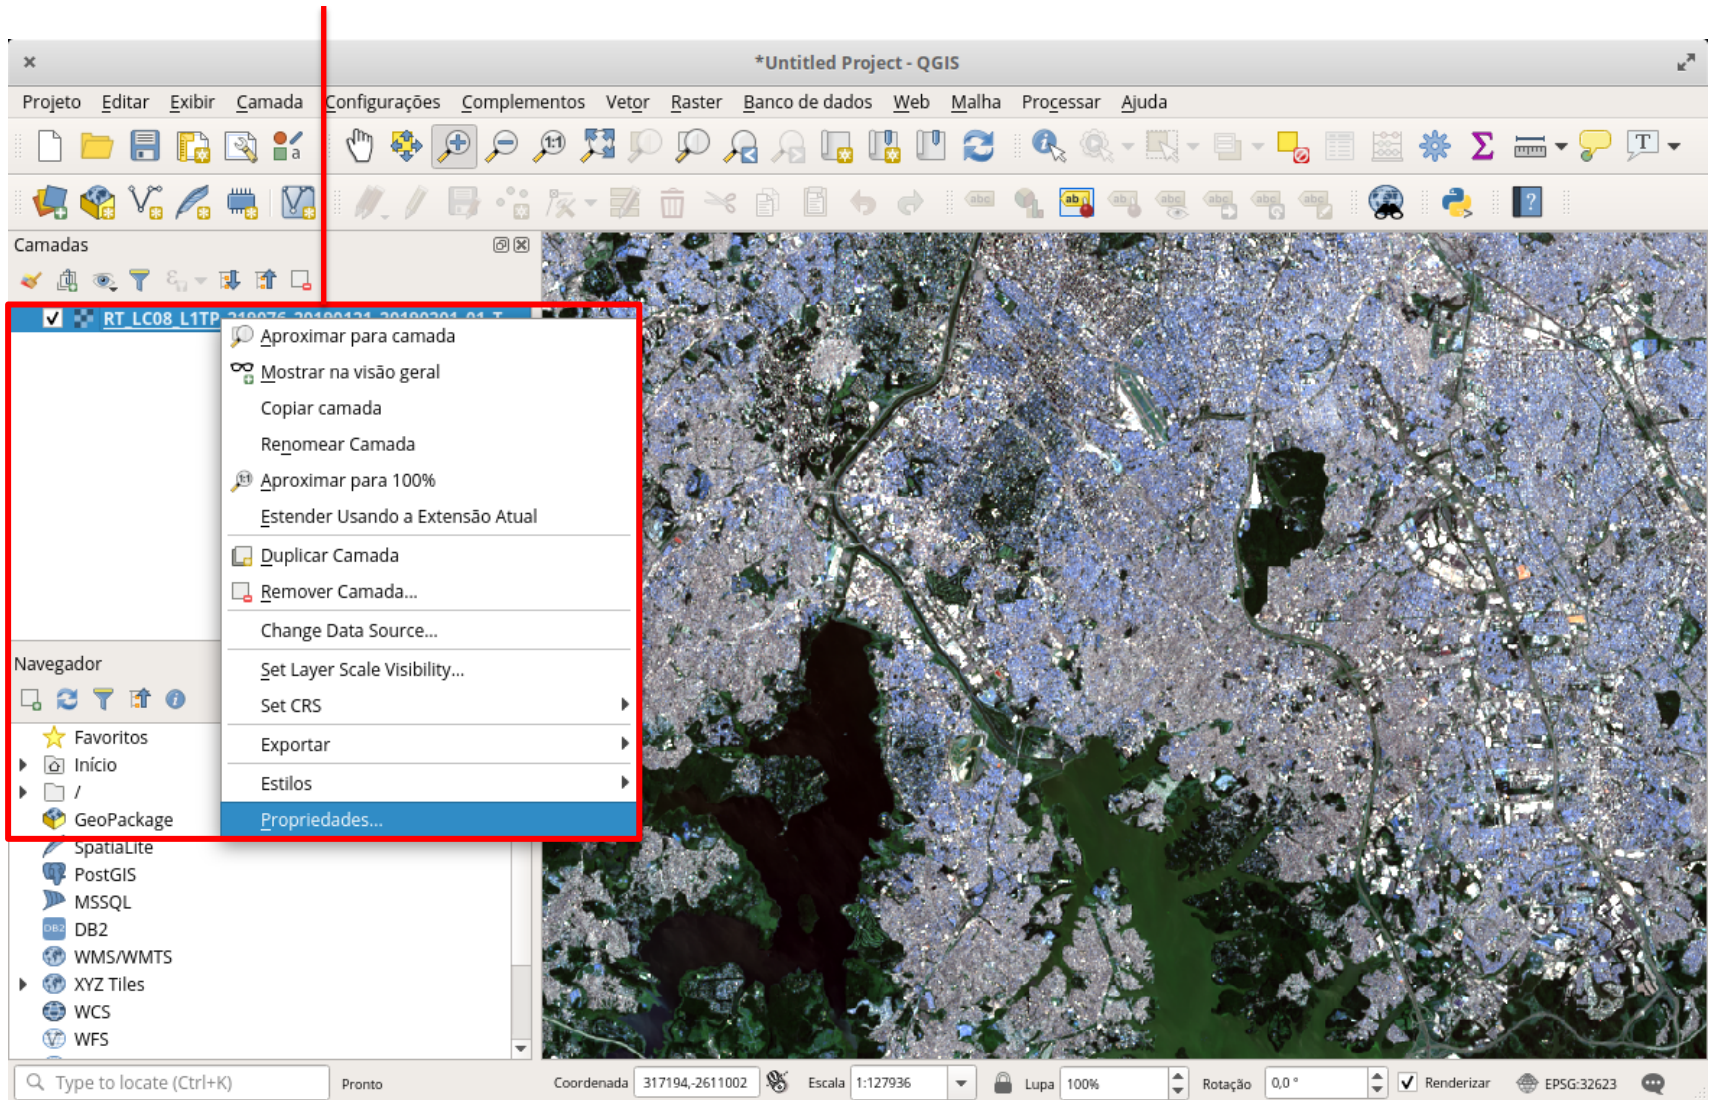 *Untitled Project - QGIS
Projeto Editar Exibir Camada Configurações Complementos Vetor Raster Banco de dados Web Malha Processar Ajuda
Camadas
RT_LC08_L1TP
Aproximar para camada
Mostrar na visão geral
Copiar camada
Renomear Camada
Aproximar para 100%
Estender Usando a Extensão Atual
Duplicar Camada
Remover Camada...
Change Data Source...
Set Layer Scale Visibility...
Set CRS
Exportar
Estilos
Propriedades...
Navegador
Favoritos
Início
/
GeoPackage
SpatiaLite
PostGIS
MSSQL
DB2
WMS/WMTS
XYZ Tiles
WCS
WFS
Type to locate (Ctrl+K) Pronto Coordenada 317194,-2611002 Escala 1:127936 Lupa 100% Rotação 0,0 ° Renderizar EPSG:32623